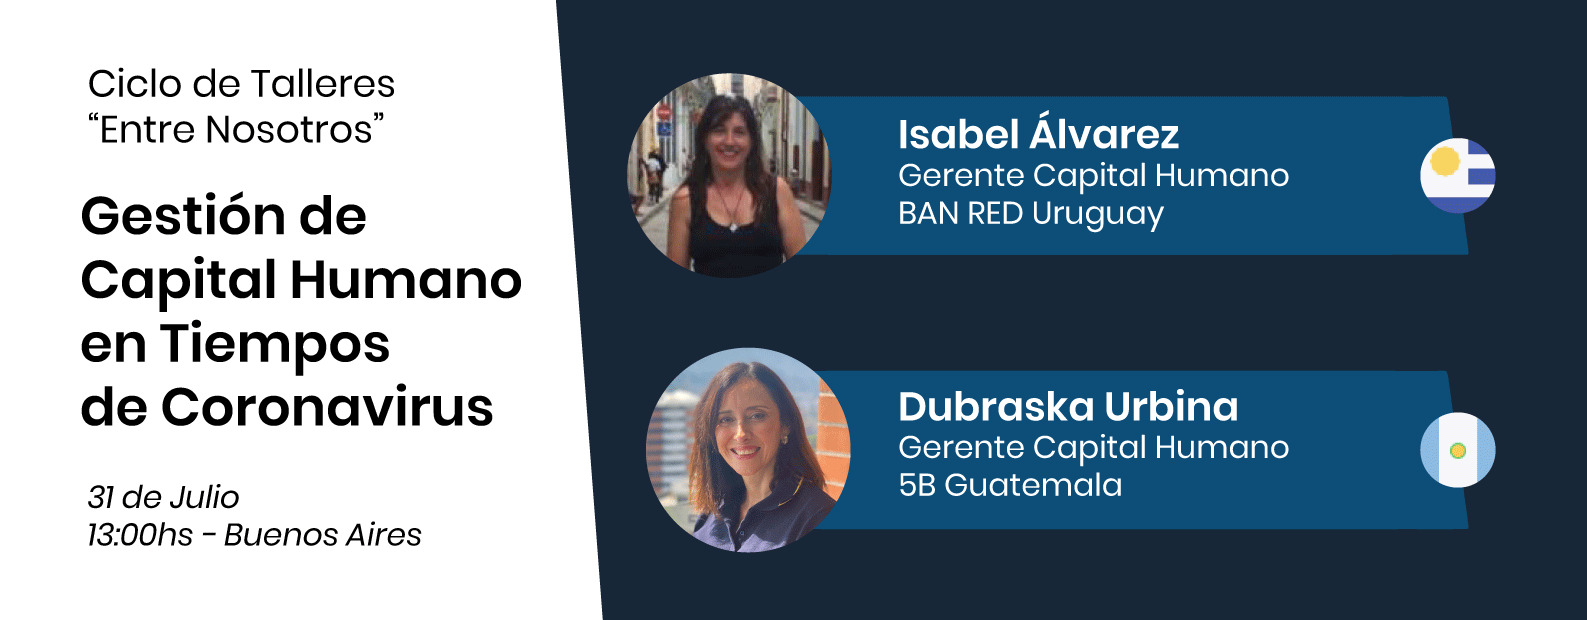 Ciclo de Talleres
“Entre Nosotros”
Gestión de
Capital Humano
en Tiempos
de Coronavirus
31 de Julio
13:00hs - Buenos Aires
Isabel Álvarez
Gerente Capital Humano
BAN RED Uruguay
Dubraska Urbina
Gerente Capital Humano
5B Guatemala